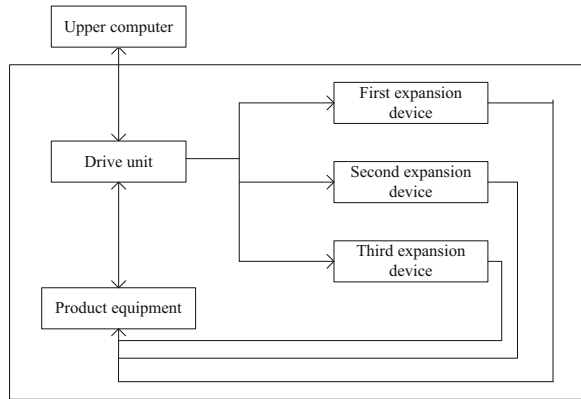 Upper computer
First expansion
device
Drive unit
Second expansion
device
Third expansion
device
Product equipment